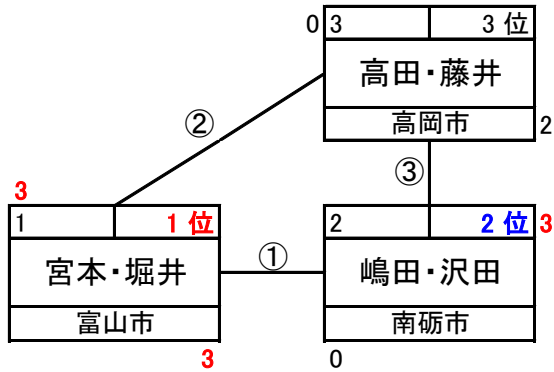 0 3 3 位
高田・藤井
高岡市 2
②
③
3
1 1 位
宮本・堀井
富山市
3
①
2 2 位 3
嶋田・沢田
南砺市
0